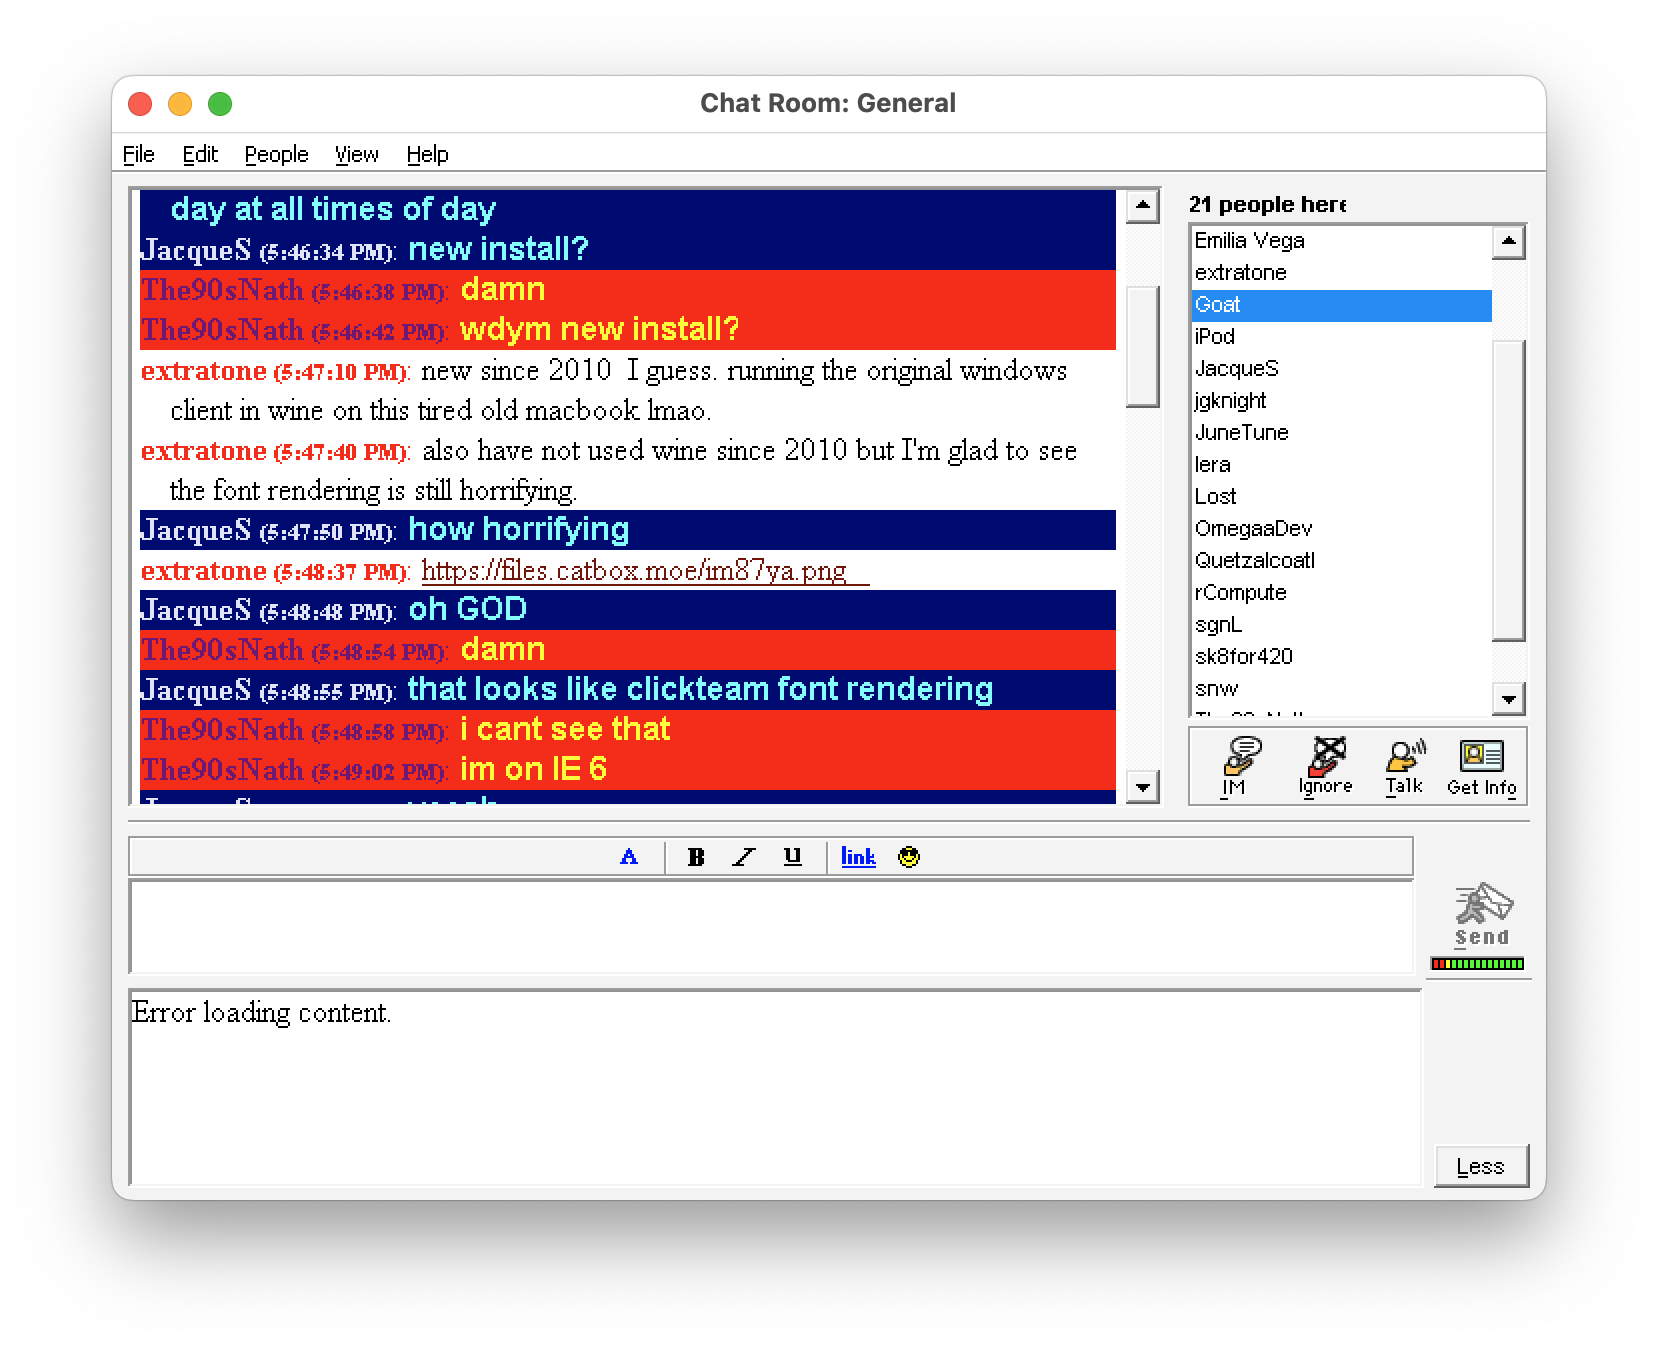 Chat Room: General
File Edit People View Help
day at all times of day
JacqueS (5:46:34 PM): new install?
The90sNath (5:46:38 PM): damn
The90sNath (5:46:42 PM): wdym new install?
extratone (5:47:10 PM): new since 2010  I guess. running the original windows
client in wine on this tired old macbook lmao.
extratone (5:47:40 PM): also have not used wine since 2010 but I'm glad to see
the font rendering is still horrifying.
JacqueS (5:47:50 PM): how horrifying
extratone (5:48:37 PM): https://files.catbox.moe/im87ya.png
JacqueS (5:48:48 PM): oh GOD
The90sNath (5:48:54 PM): damn
JacqueS (5:48:55 PM): that looks like clickteam font rendering
The90sNath (5:48:58 PM): i cant see that
The90sNath (5:49:02 PM): im on IE 6
21 people here
Emilia Vega
extratone
Goat
iPod
JacqueS
jgknight
JuneTune
lera
Lost
OmegaaDev
Quetzalcoatl
rCompute
sgnL
sk8for420
snw
IM Ignore Talk Get Info
A B I U link
Send
Error loading content.
Less